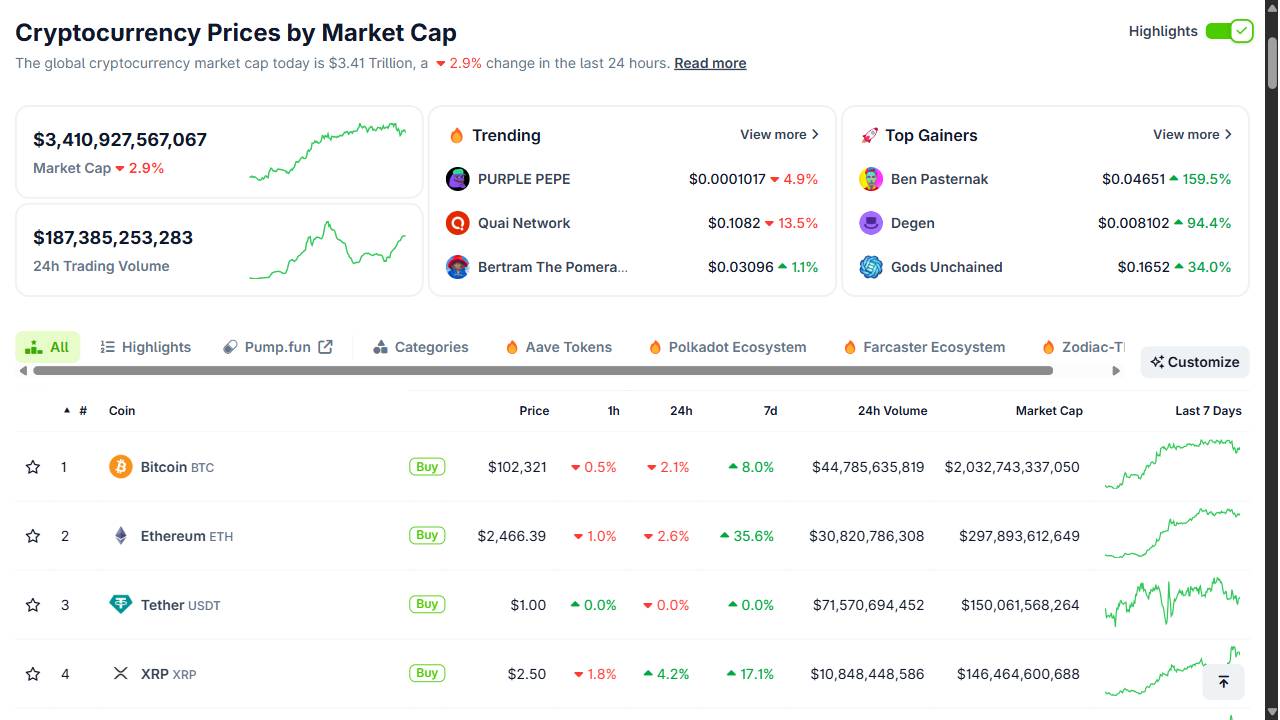 Cryptocurrency Prices by Market Cap
Highlights
The global cryptocurrency market cap today is $3.41 Trillion, a 2.9% change in the last 24 hours. Read more
$3,410,927,567,067
Market Cap 2.9%
$187,385,253,283
24h Trading Volume
Trending
View more
PURPLE PEPE $0.0001017 4.9%
Quai Network $0.1082 13.5%
Bertram The Pomera... $0.03096 1.1%
Top Gainers
View more
Ben Pasternak $0.04651 159.5%
Degen $0.008102 94.4%
Gods Unchained $0.1652 34.0%
All Highlights Pump.fun Categories Aave Tokens Polkadot Ecosystem Farcaster Ecosystem Zodiac-T
Customize
# Coin Price 1h 24h 7d 24h Volume Market Cap Last 7 Days
1 Bitcoin BTC Buy $102,321 0.5% 2.1% 8.0% $44,785,635,819 $2,032,743,337,050
2 Ethereum ETH Buy $2,466.39 1.0% 2.6% 35.6% $30,820,786,308 $297,893,612,649
3 Tether USDT Buy $1.00 0.0% 0.0% 0.0% $71,570,694,452 $150,061,568,264
4 XRP XRP Buy $2.50 1.8% 4.2% 17.1% $10,848,448,586 $146,464,600,688